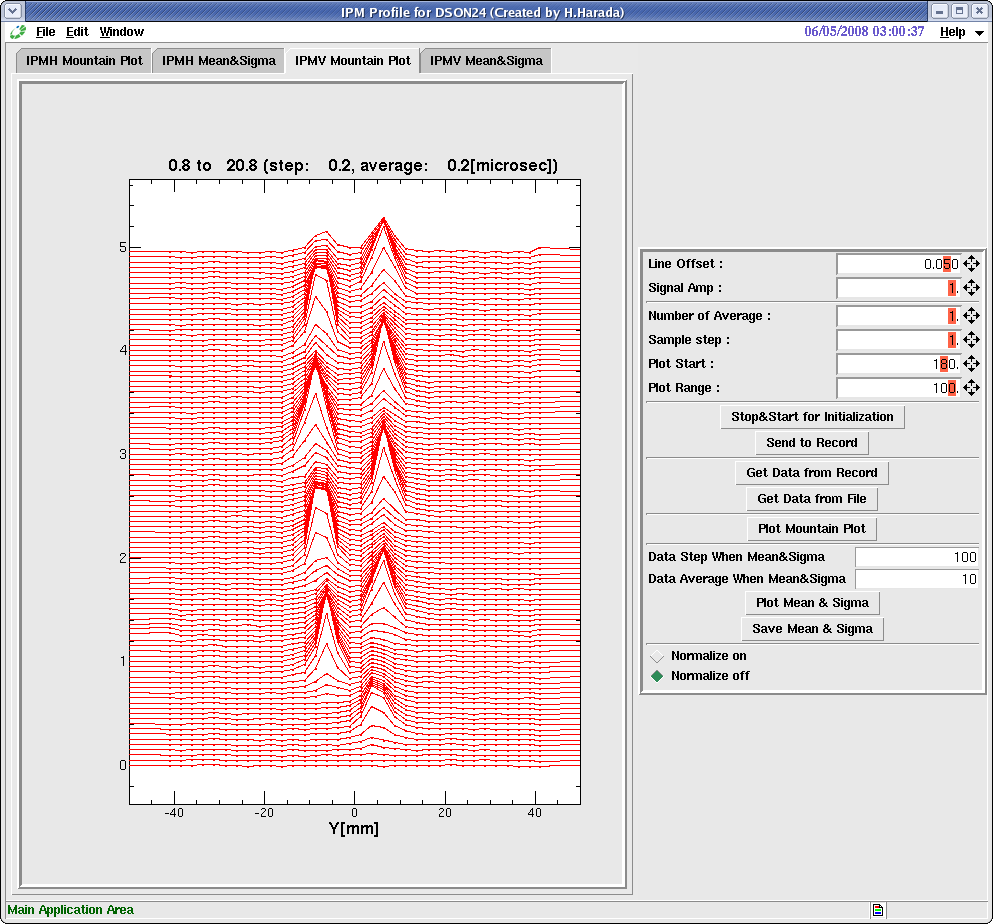 IPM Profile for DSON24 (Created by H.Harada)
File Edit Window 06/05/2008 03:00:37 Help
IPMH Mountain Plot IPMH Mean&Sigma IPMV Mountain Plot IPMV Mean&Sigma
0.8 to 20.8 (step: 0.2, average: 0.2[microsec])
5
4
3
2
1
0
-40 -20 0 20 40
Y[mm]
Line Offset : 0.050
Signal Amp : 1.
Number of Average : 1.
Sample step : 1.
Plot Start : 180.
Plot Range : 100.
Stop&Start for Initialization
Send to Record
Get Data from Record
Get Data from File
Plot Mountain Plot
Data Step When Mean&Sigma 100
Data Average When Mean&Sigma 10
Plot Mean & Sigma
Save Mean & Sigma
Normalize on
Normalize off
Main Application Area